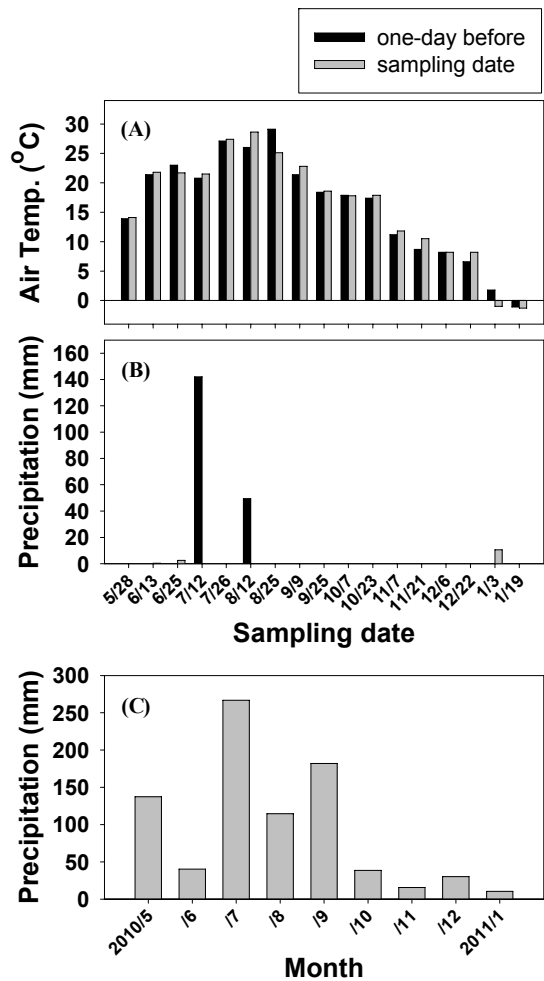 one-day before
sampling date
(A)
Air Temp. (°C)
30
25
20
15
10
5
0
(B)
Precipitation (mm)
160
140
120
100
80
60
40
20
0
5/28 6/13 6/25 7/12 7/26 8/12 8/25 9/9 9/25 10/7 10/23 11/7 11/21 12/6 12/22 1/3 1/19
Sampling date
(C)
Precipitation (mm)
300
250
200
150
100
50
0
2010/5 /6 /7 /8 /9 /10 /11 /12 2011/1
Month